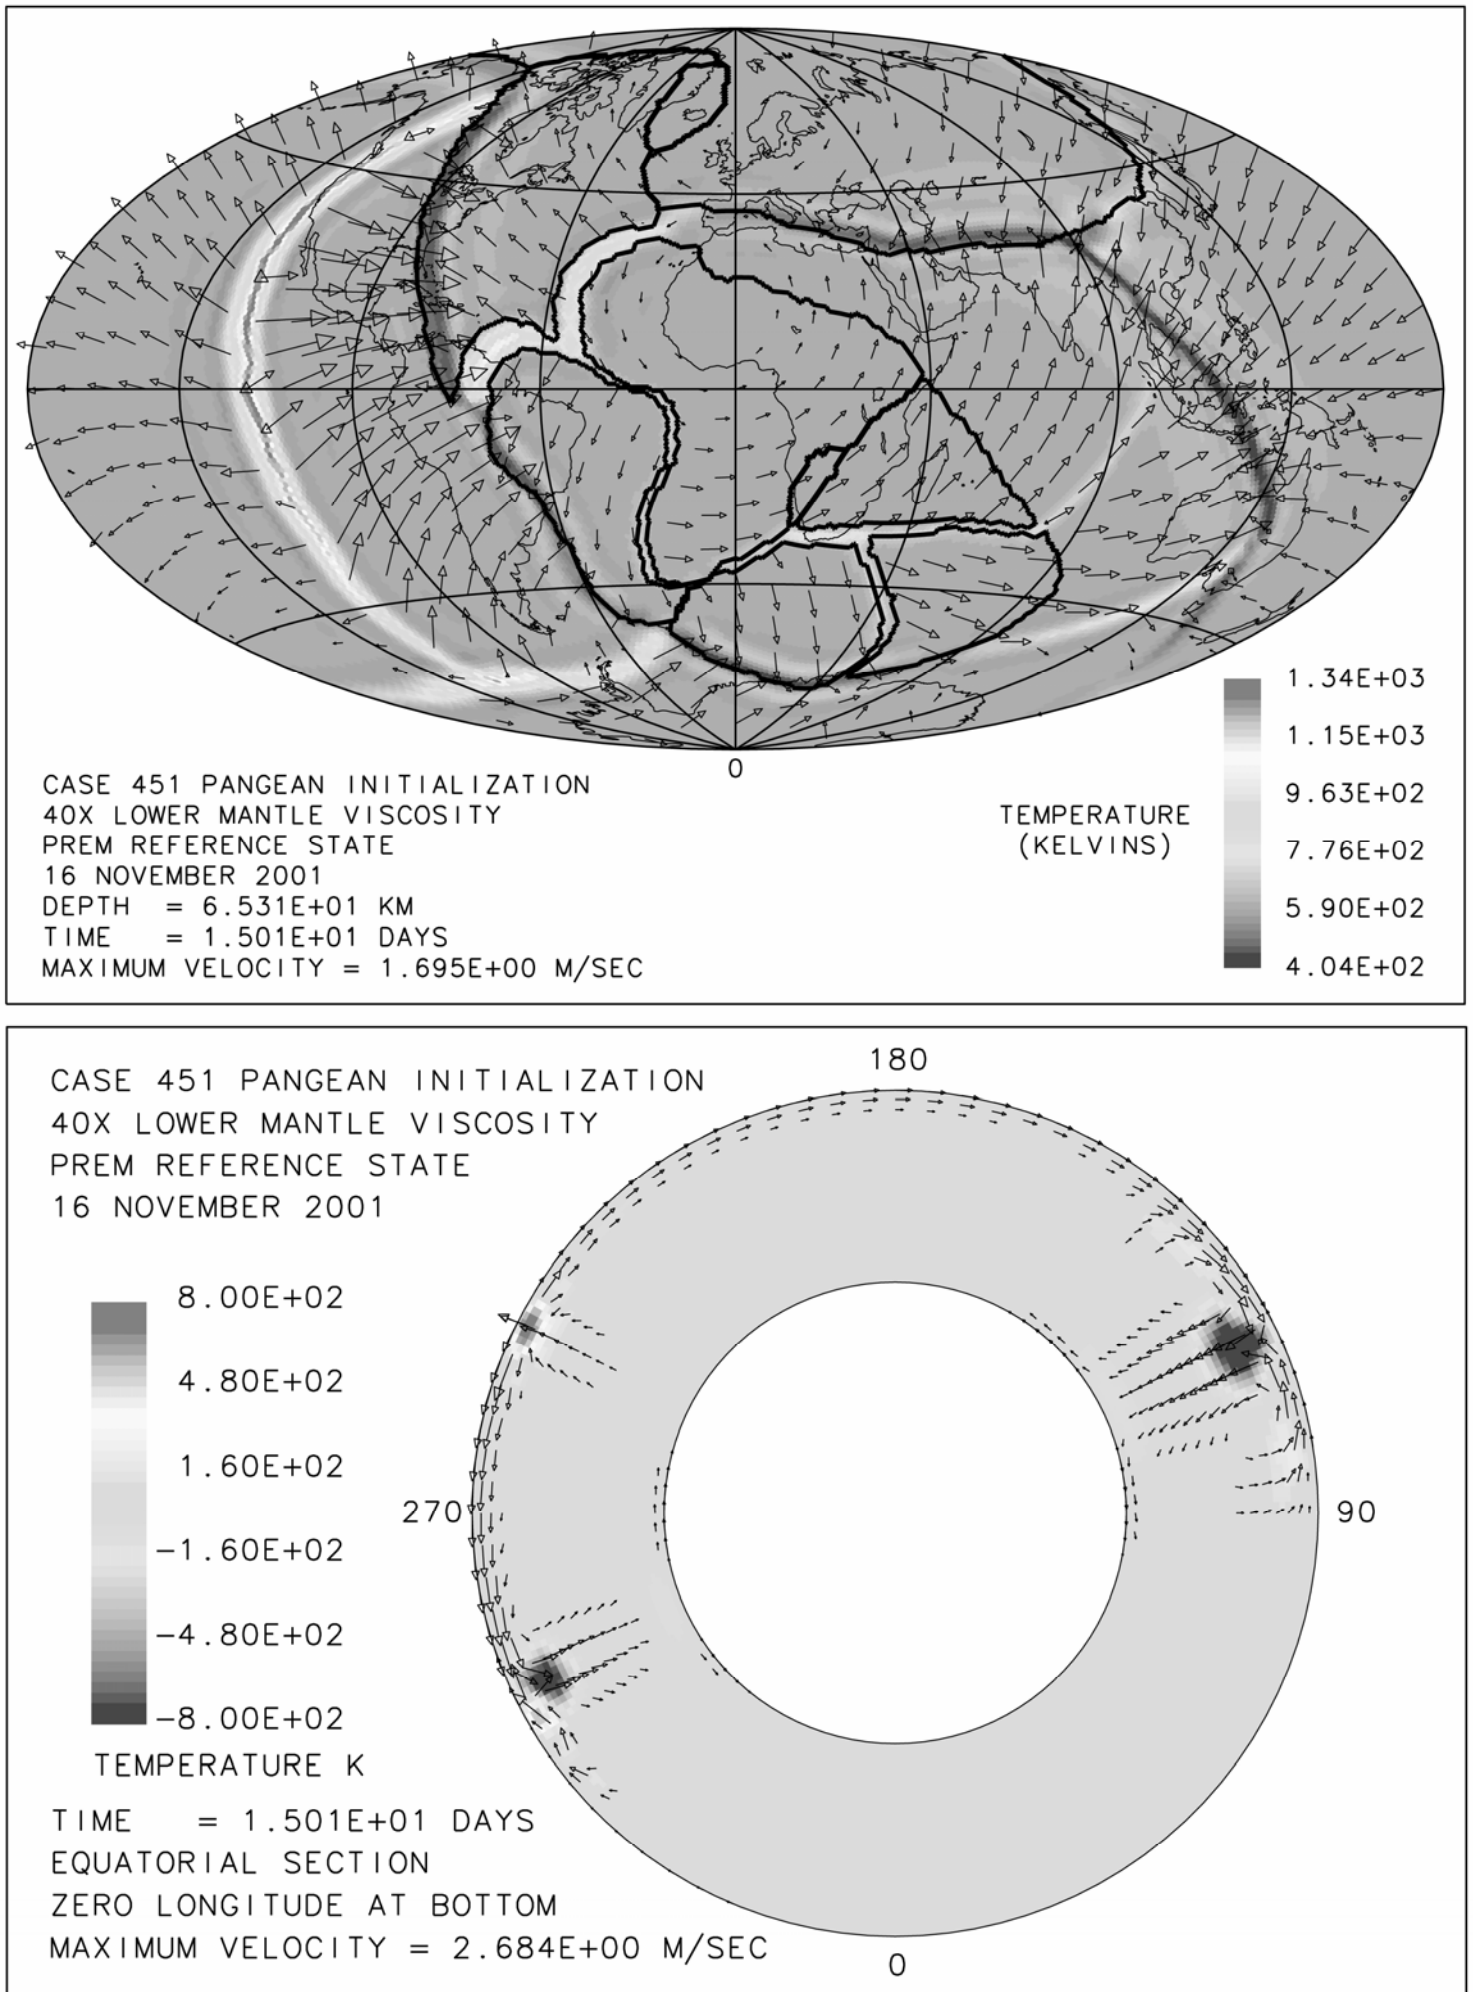 0
CASE 451 PANGEAN INITIALIZATION
40X LOWER MANTLE VISCOSITY
PREM REFERENCE STATE
16 NOVEMBER 2001
DEPTH = 6.531E+01 KM
TIME = 1.501E+01 DAYS
MAXIMUM VELOCITY = 1.695E+00 M/SEC
TEMPERATURE
(KELVINS)
1.34E+03
1.15E+03
9.63E+02
7.76E+02
5.90E+02
4.04E+02
CASE 451 PANGEAN INITIALIZATION
40X LOWER MANTLE VISCOSITY
PREM REFERENCE STATE
16 NOVEMBER 2001
180
270
90
0
8.00E+02
4.80E+02
1.60E+02
-1.60E+02
-4.80E+02
-8.00E+02
TEMPERATURE K
TIME = 1.501E+01 DAYS
EQUATORIAL SECTION
ZERO LONGITUDE AT BOTTOM
MAXIMUM VELOCITY = 2.684E+00 M/SEC